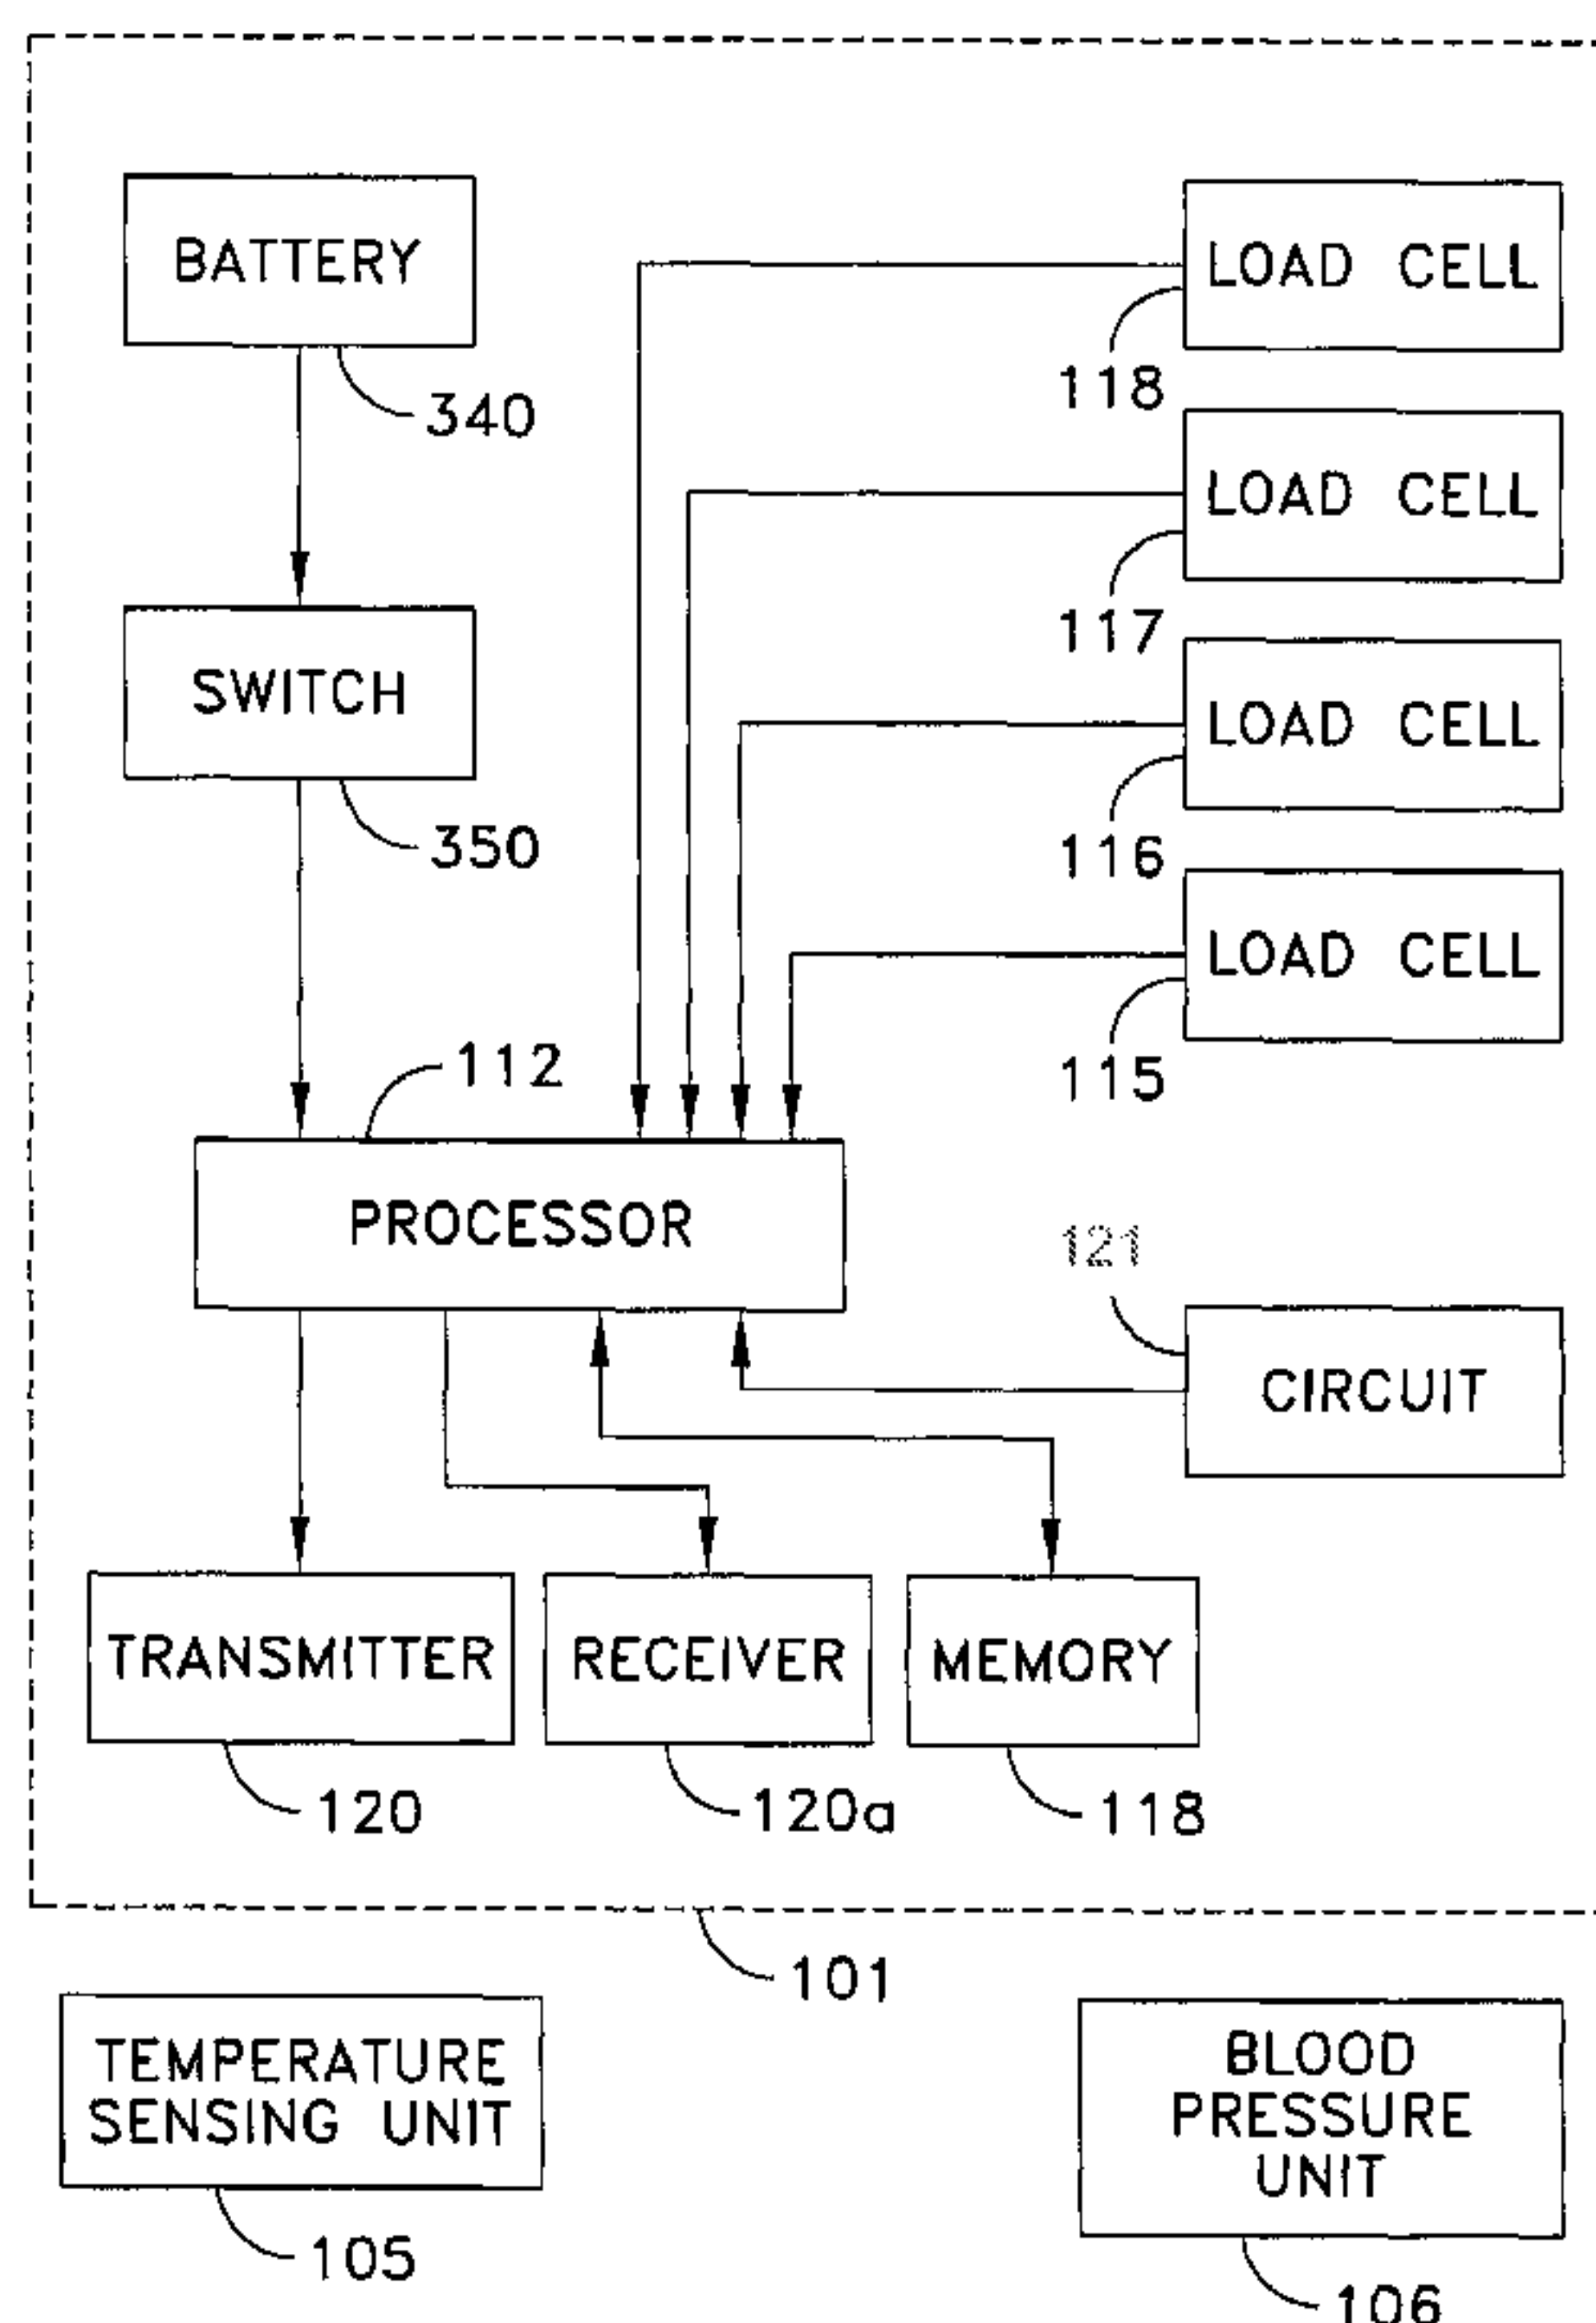 BATTERY
340
LOAD CELL
118
LOAD CELL
117
SWITCH
350
LOAD CELL
116
LOAD CELL
115
112
PROCESSOR
121
CIRCUIT
TRANSMITTER
120
RECEIVER
120a
MEMORY
118
101
TEMPERATURE
SENSING UNIT
105
BLOOD
PRESSURE
UNIT
106